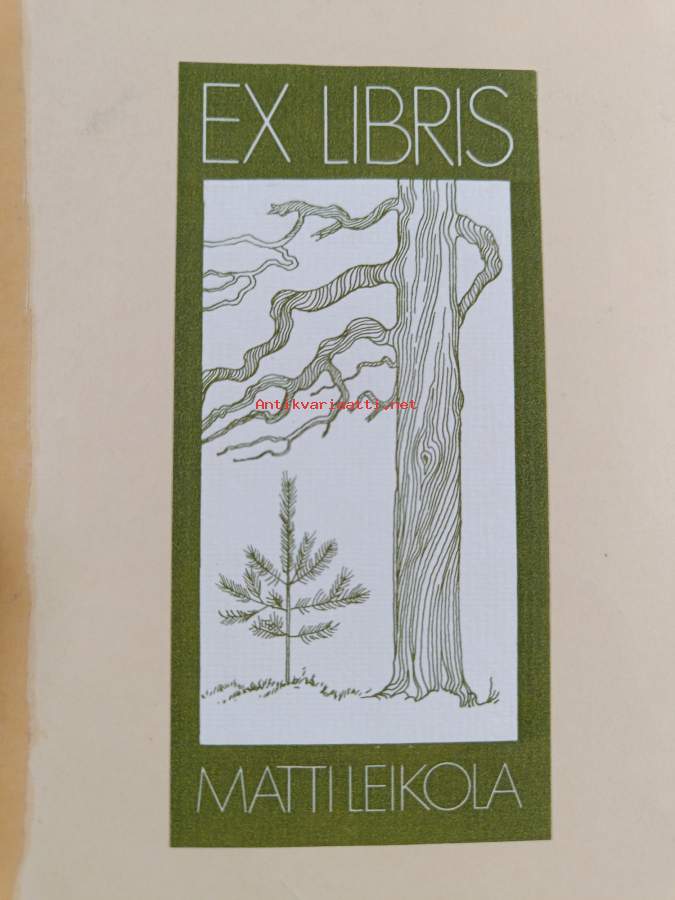 EX LIBRIS
Antikvariaatti.net
MATTI LEIKOLA